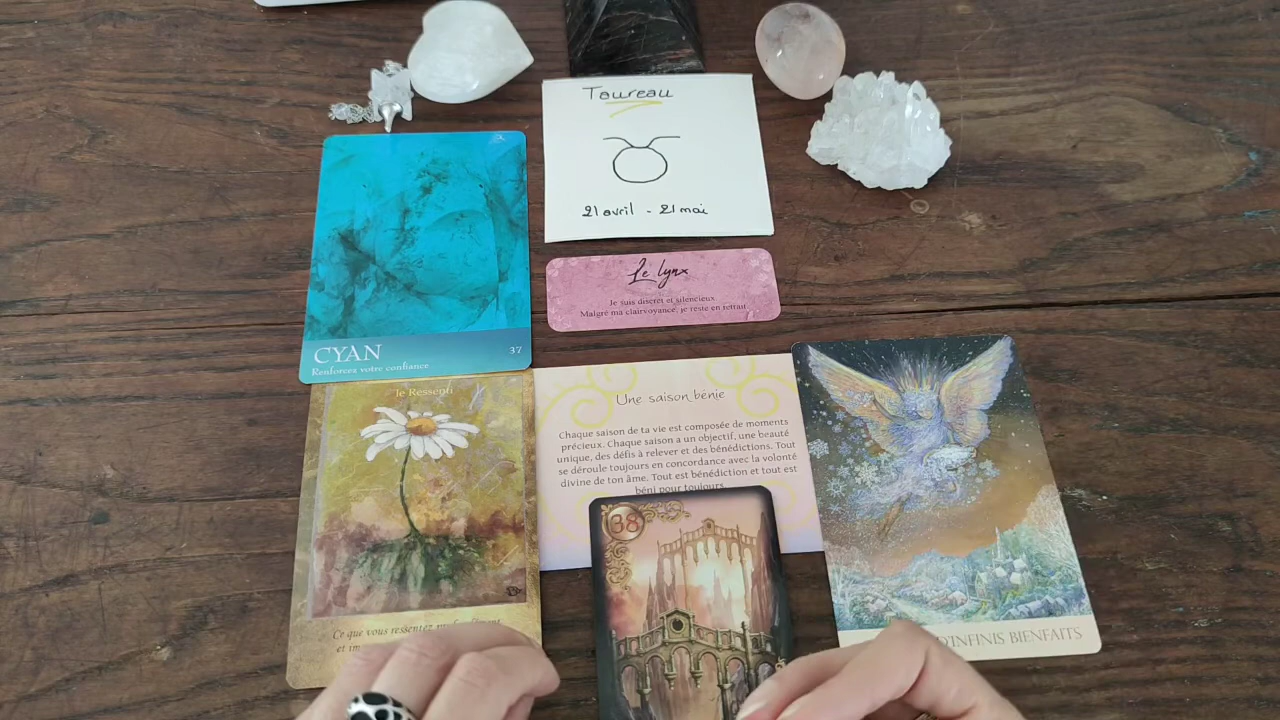 Taureau
21 avril - 21 mai
Le lynx
Je suis discret et silencieux.
Malgré ma clairvoyance, je reste en retrait.
CYAN
37
Renforcez votre confiance
le Ressenti
Ce que vous ressentez
et
Une saison bénie
Chaque saison de ta vie est composée de moments
précieux. Chaque saison a un objectif, une beauté
unique, des défis à relever et des bénédictions. Tout
se déroule toujours en concordance avec la volonté
divine de ton âme. Tout est bénédiction et tout est
béni pour toujours.
38
D'INFINIS BIENFAITS